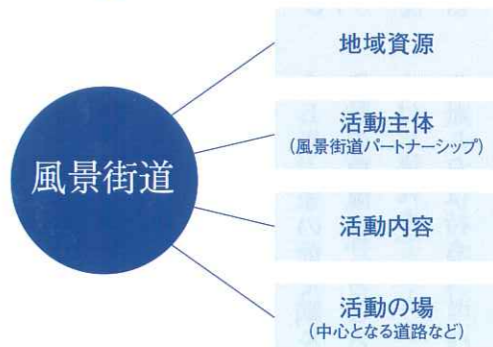 風景街道
地域資源
活動主体
(風景街道パートナーシップ)
活動内容
活動の場
(中心となる道路など)